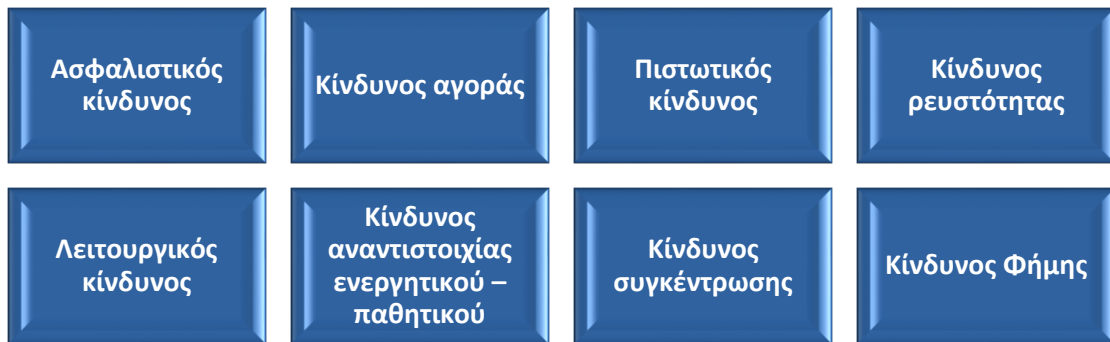 Ασφαλιστικός
κίνδυνος
Κίνδυνος αγοράς
Πιστωτικός
κίνδυνος
Κίνδυνος
ρευστότητας
Λειτουργικός
κίνδυνος
Κίνδυνος
αναντιστοιχίας
ενεργητικού –
παθητικού
Κίνδυνος
συγκέντρωσης
Κίνδυνος Φήμης